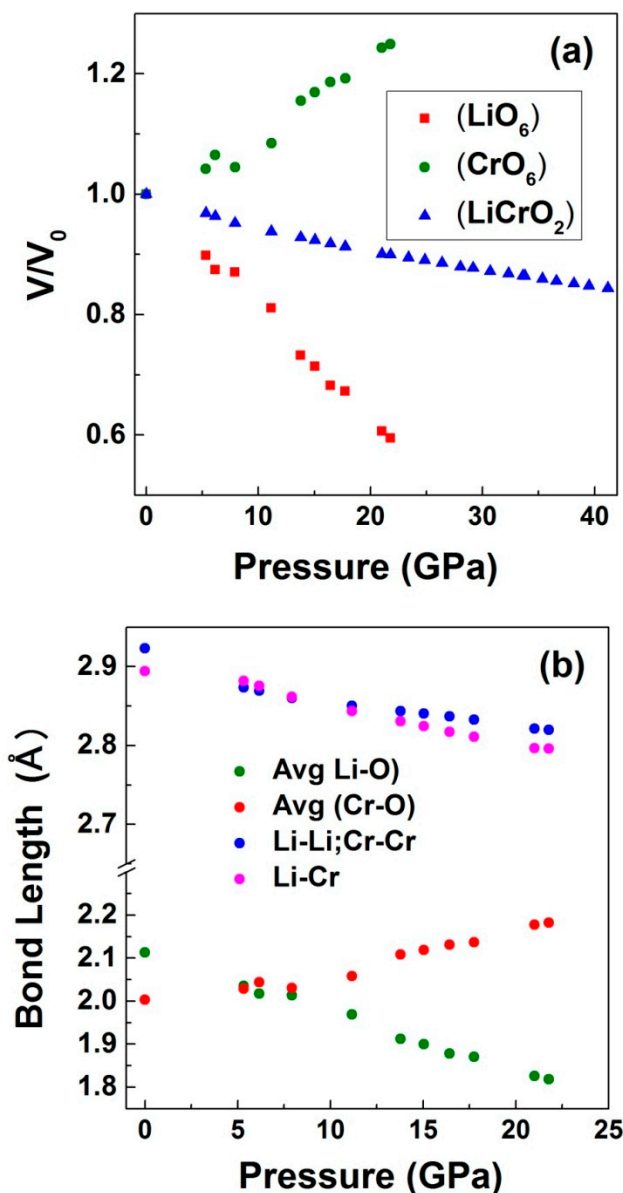 (a)
1.2
1.0
0.8
0.6
V/V₀
(LiO₆)
(CrO₆)
(LiCrO₂)
0 10 20 30 40
Pressure (GPa)
(b)
2.9
2.8
2.7
2.2
2.1
2.0
1.9
1.8
Bond Length (Å)
Avg Li-O)
Avg (Cr-O)
Li-Li;Cr-Cr
Li-Cr
0 5 10 15 20 25
Pressure (GPa)